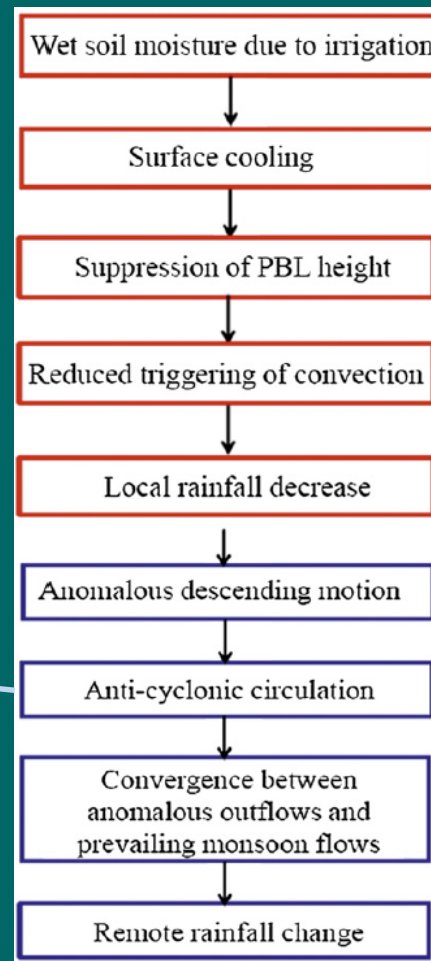 Wet soil moisture due to irrigation
Surface cooling
Suppression of PBL height
Reduced triggering of convection
Local rainfall decrease
Anomalous descending motion
Anti-cyclonic circulation
Convergence between
anomalous outflows and
prevailing monsoon flows
Remote rainfall change